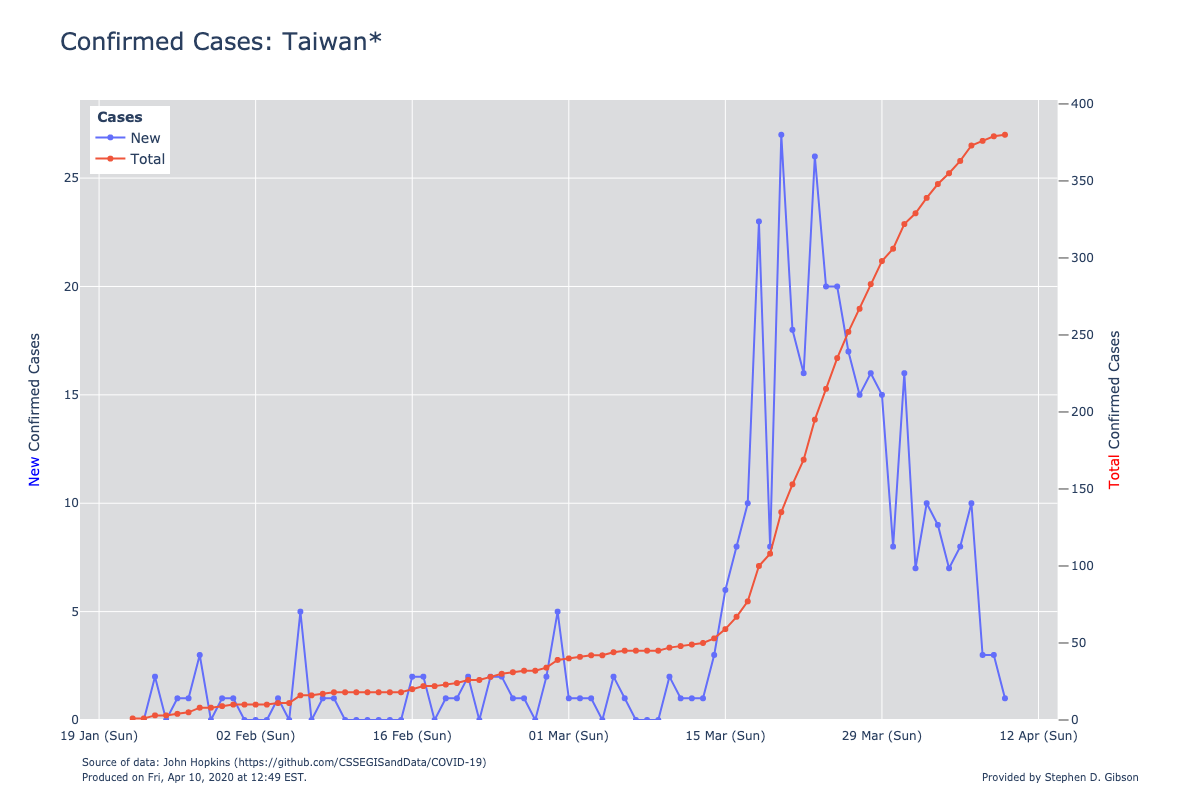 Confirmed Cases: Taiwan*
Cases
New
Total
25
20
15
10
5
0
400
350
300
250
200
150
100
50
0
New Confirmed Cases
Total Confirmed Cases
19 Jan (Sun)
02 Feb (Sun)
16 Feb (Sun)
01 Mar (Sun)
15 Mar (Sun)
29 Mar (Sun)
12 Apr (Sun)
Source of data: John Hopkins (https://github.com/CSSEGISandData/COVID-19)
Produced on Fri, Apr 10, 2020 at 12:49 EST.
Provided by Stephen D. Gibson